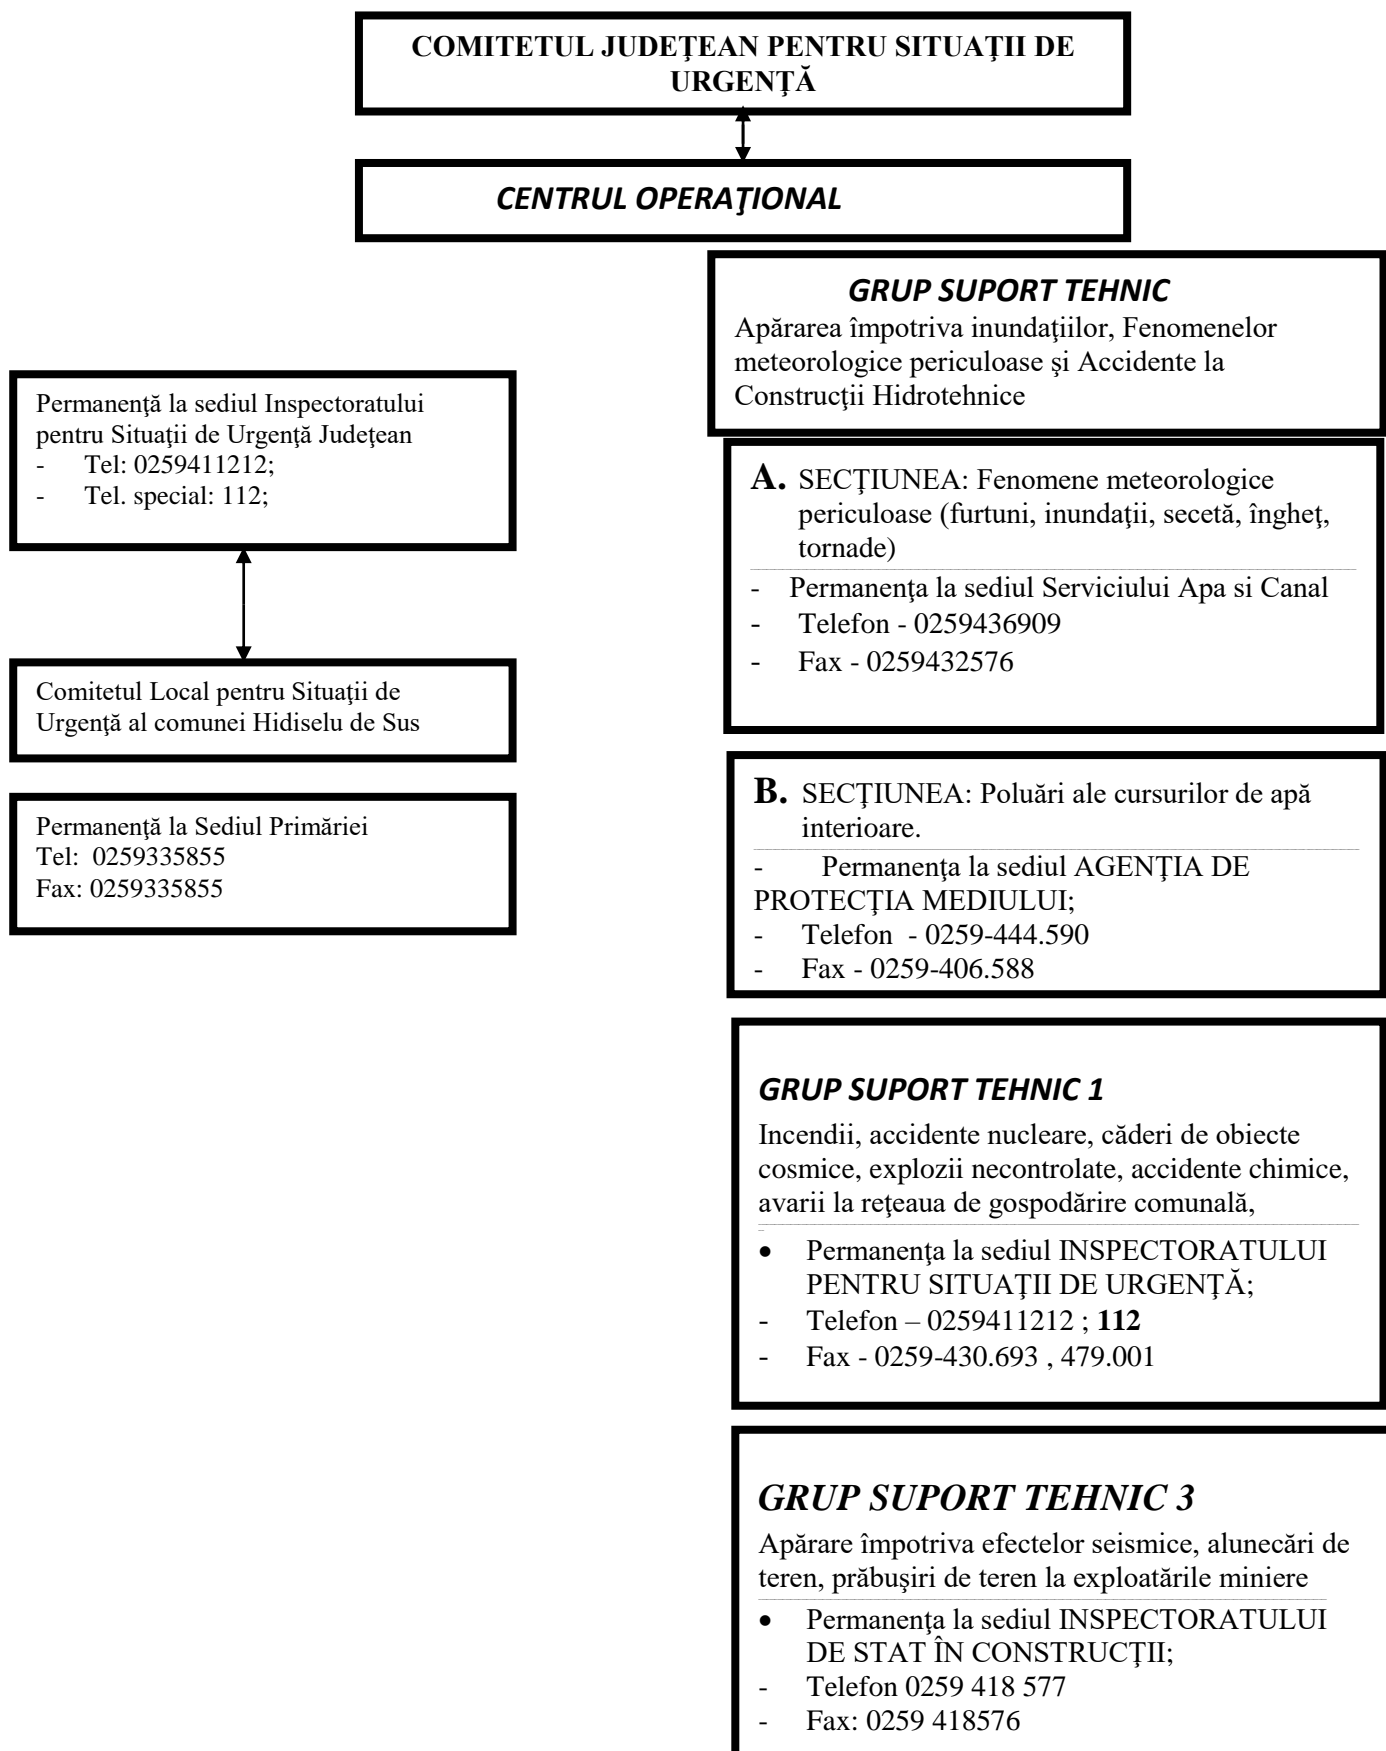 COMITETUL JUDEŢEAN PENTRU SITUAŢII DE
URGENŢĂ
CENTRUL OPERAŢIONAL
Permanenţă la sediul Inspectoratului
pentru Situaţii de Urgenţă Judeţean
- Tel: 0259411212;
- Tel. special: 112;
Comitetul Local pentru Situaţii de
Urgenţă al comunei Hidiselu de Sus
Permanenţă la Sediul Primăriei
Tel: 0259335855
Fax: 0259335855
GRUP SUPORT TEHNIC
Apărarea împotriva inundaţiilor, Fenomenelor
meteorologice periculoase şi Accidente la
Construcţii Hidrotehnice
A. SECŢIUNEA: Fenomene meteorologice
periculoase (furtuni, inundaţii, secetă, îngheţ,
tornade)
- Permanenţa la sediul Serviciului Apa si Canal
- Telefon - 0259436909
- Fax - 0259432576
B. SECŢIUNEA: Poluări ale cursurilor de apă
interioare.
- Permanenţa la sediul AGENŢIA DE
PROTECŢIA MEDIULUI;
- Telefon - 0259-444.590
- Fax - 0259-406.588
GRUP SUPORT TEHNIC 1
Incendii, accidente nucleare, căderi de obiecte
cosmice, explozii necontrolate, accidente chimice,
avarii la reţeaua de gospodărire comunală,
• Permanenţa la sediul INSPECTORATULUI
PENTRU SITUAŢII DE URGENŢĂ;
- Telefon – 0259411212 ; 112
- Fax - 0259-430.693 , 479.001
GRUP SUPORT TEHNIC 3
Apărare împotriva efectelor seismice, alunecări de
teren, prăbuşiri de teren la exploatările miniere
• Permanenţa la sediul INSPECTORATULUI
DE STAT ÎN CONSTRUCŢII;
- Telefon 0259 418 577
- Fax: 0259 418576